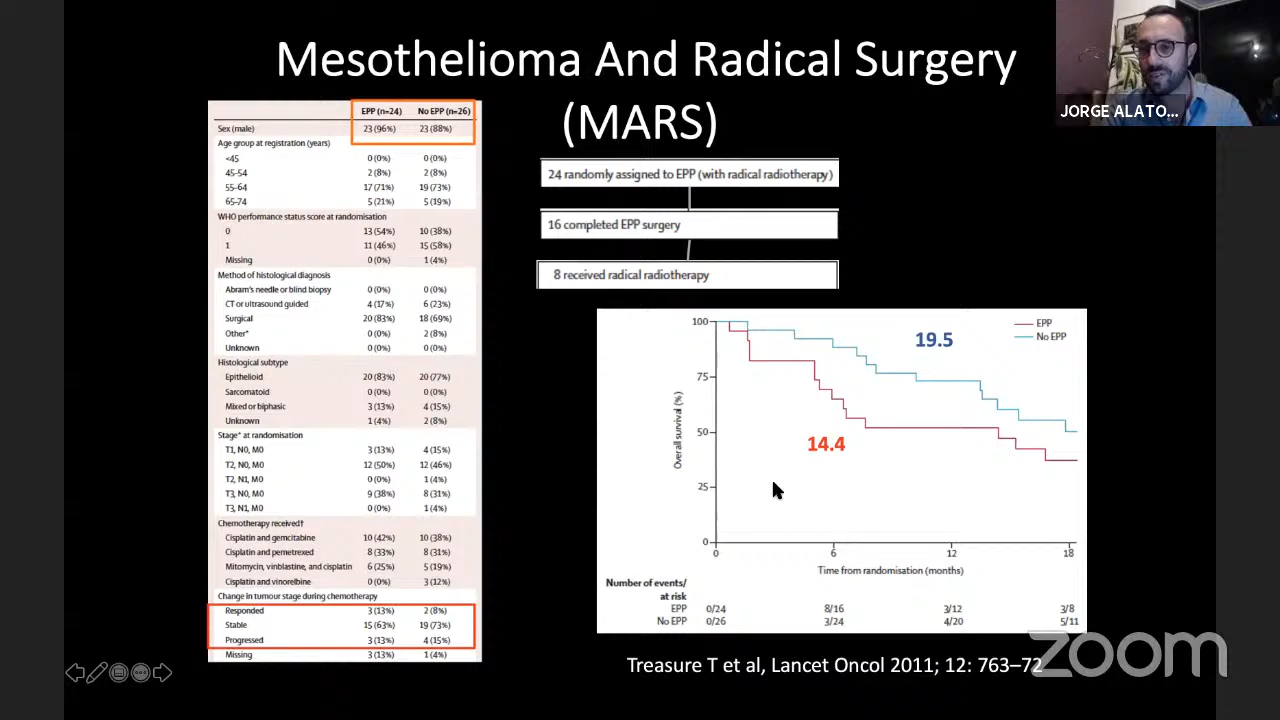 Mesothelioma And Radical Surgery
(MARS)
JORGE ALATO...
EPP (n=24) No EPP (n=26)
Sex (male) 23 (96%) 23 (88%)
Age group at registration (years)
<45 0 (0%) 0 (0%)
45-54 2 (8%) 2 (8%)
55-64 17 (71%) 19 (73%)
65-74 5 (21%) 5 (19%)
WHO performance status score at randomisation
0 13 (54%) 10 (38%)
1 11 (46%) 15 (58%)
Missing 0 (0%) 1 (4%)
Method of histological diagnosis
Abram's needle or blind biopsy 0 (0%) 0 (0%)
CT or ultrasound guided 4 (17%) 6 (23%)
Surgical 20 (83%) 18 (69%)
Other* 0 (0%) 2 (8%)
Unknown 0 (0%) 0 (0%)
Histological subtype
Epithelioid 20 (83%) 20 (77%)
Sarcomatoid 0 (0%) 0 (0%)
Mixed or biphasic 3 (13%) 4 (15%)
Unknown 1 (4%) 2 (8%)
Stage* at randomisation
T1, N0, M0 3 (13%) 4 (15%)
T2, N0, M0 12 (50%) 12 (46%)
T2, N1, M0 0 (0%) 1 (4%)
T3, N0, M0 9 (38%) 8 (31%)
T3, N1, M0 0 (0%) 1 (4%)
Chemotherapy received†
Cisplatin and gemcitabine 10 (42%) 10 (38%)
Cisplatin and pemetrexed 8 (33%) 8 (31%)
Mitomycin, vinblastine, and cisplatin 6 (25%) 5 (19%)
Cisplatin and vinorelbine 0 (0%) 3 (12%)
Change in tumour stage during chemotherapy
Responded 3 (13%) 2 (8%)
Stable 15 (63%) 19 (73%)
Progressed 3 (13%) 4 (15%)
Missing 3 (13%) 1 (4%)
24 randomly assigned to EPP (with radical radiotherapy)
16 completed EPP surgery
8 received radical radiotherapy
EPP
No EPP
19.5
14.4
Overall survival (%)
100
75
50
25
0
0 6 12 18
Time from randomisation (months)
Number of events/
at risk
EPP 0/24 8/16 3/12 3/8
No EPP 0/26 3/24 4/20 5/11
Treasure T et al, Lancet Oncol 2011; 12: 763–72
zoom